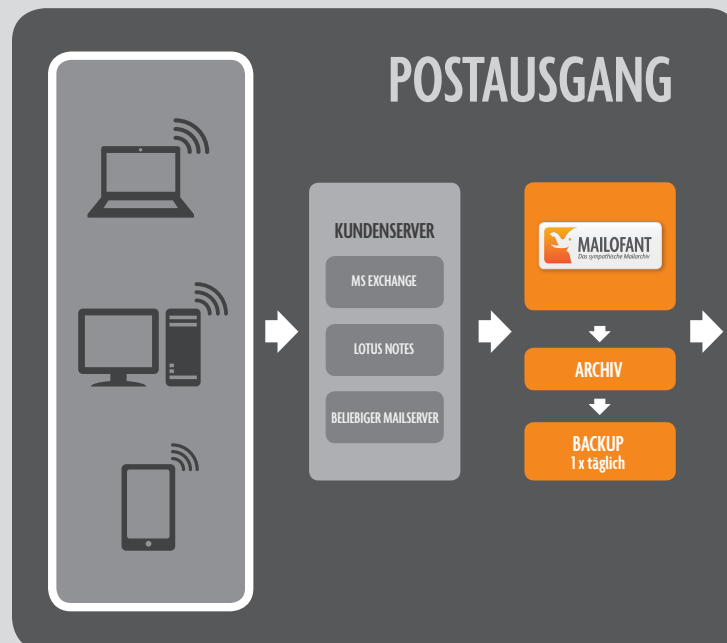 POSTAUSGANG
KUNDENSERVER
MS EXCHANGE
LOTUS NOTES
BELIEBIGER MAILSERVER
MAILOFANT
Das sympathische Mailarchiv
ARCHIV
BACKUP
1 x täglich